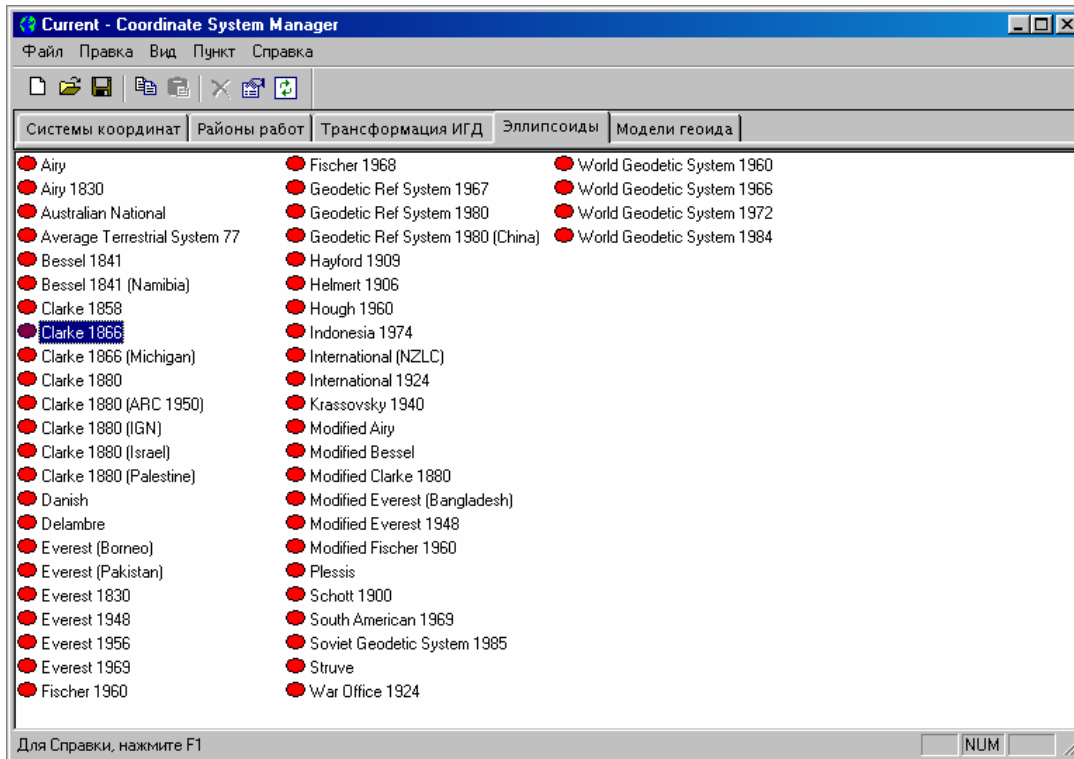 Current - Coordinate System Manager
Файл Правка Вид Пункт Справка
Системы координат Районы работ Трансформация ИГД Эллипсоиды Модели геоида
Airy
Airy 1830
Australian National
Average Terrestrial System 77
Bessel 1841
Bessel 1841 (Namibia)
Clarke 1858
Clarke 1866
Clarke 1866 (Michigan)
Clarke 1880
Clarke 1880 (ARC 1950)
Clarke 1880 (IGN)
Clarke 1880 (Israel)
Clarke 1880 (Palestine)
Danish
Delambre
Everest (Borneo)
Everest (Pakistan)
Everest 1830
Everest 1948
Everest 1956
Everest 1969
Fischer 1960
Fischer 1968
Geodetic Ref System 1967
Geodetic Ref System 1980
Geodetic Ref System 1980 (China)
Hayford 1909
Helmert 1906
Hough 1960
Indonesia 1974
International (NZLC)
International 1924
Krassovsky 1940
Modified Airy
Modified Bessel
Modified Clarke 1880
Modified Everest (Bangladesh)
Modified Everest 1948
Modified Fischer 1960
Plessis
Schott 1900
South American 1969
Soviet Geodetic System 1985
Struve
War Office 1924
World Geodetic System 1960
World Geodetic System 1966
World Geodetic System 1972
World Geodetic System 1984
Для Справки, нажмите F1
NUM